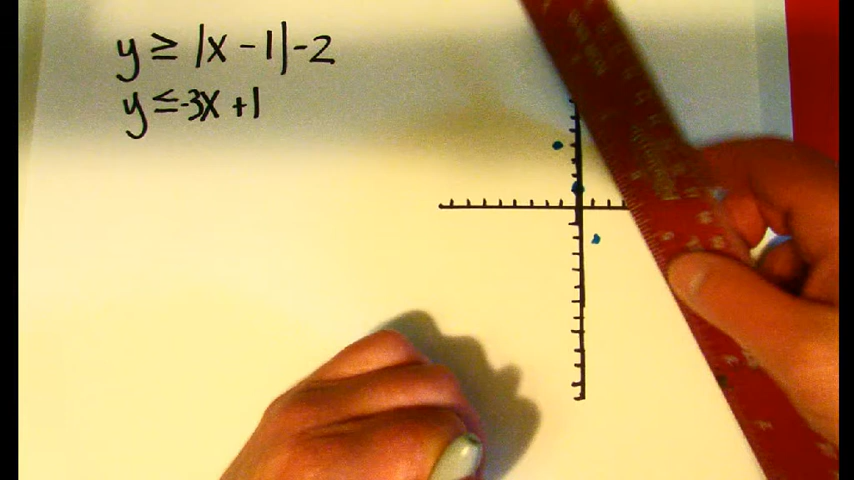 y ≥ |x - 1| - 2
y ≤ -3x + 1